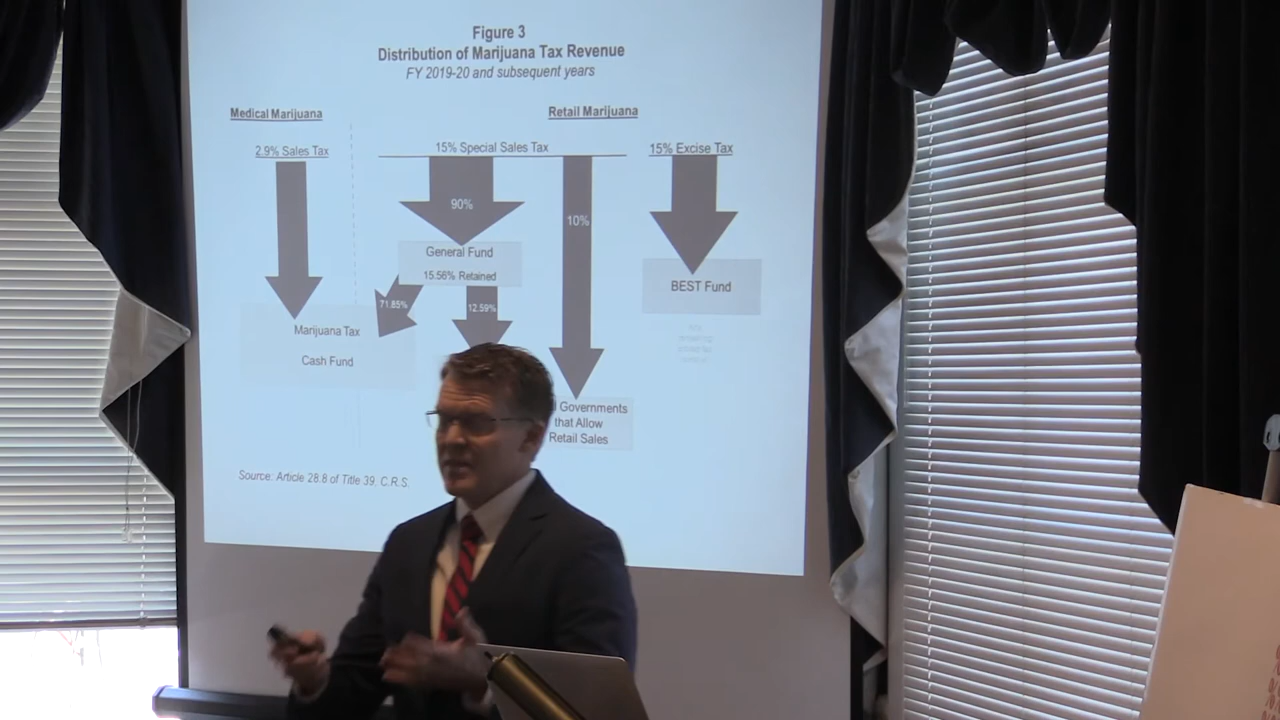 Figure 3
Distribution of Marijuana Tax Revenue
FY 2019-20 and subsequent years
Medical Marijuana
Retail Marijuana
2.9% Sales Tax
15% Special Sales Tax
15% Excise Tax
90%
10%
General Fund
15.56% Retained
BEST Fund
71.85%
12.59%
Marijuana Tax
Cash Fund
Governments
that Allow
Retail Sales
Source: Article 28.8 of Title 39, C.R.S.